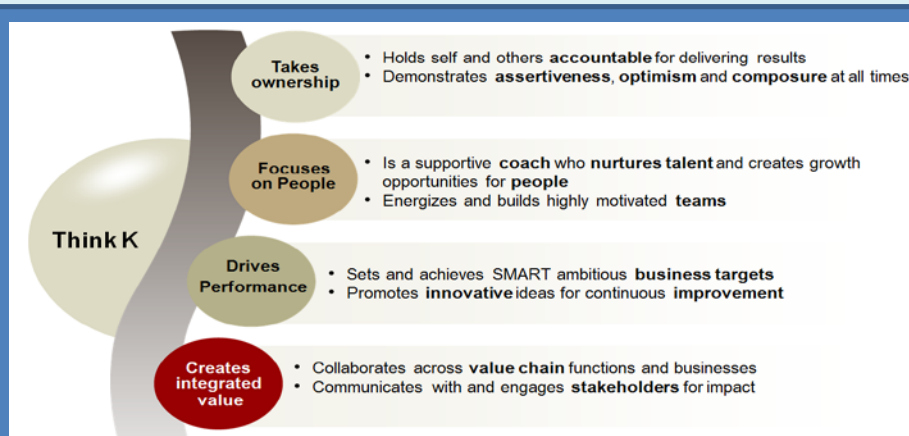 Think K
Takes
ownership
• Holds self and others accountable for delivering results
• Demonstrates assertiveness, optimism and composure at all times
Focuses
on People
• Is a supportive coach who nurtures talent and creates growth
opportunities for people
• Energizes and builds highly motivated teams
Drives
Performance
• Sets and achieves SMART ambitious business targets
• Promotes innovative ideas for continuous improvement
Creates
integrated
value
• Collaborates across value chain functions and businesses
• Communicates with and engages stakeholders for impact